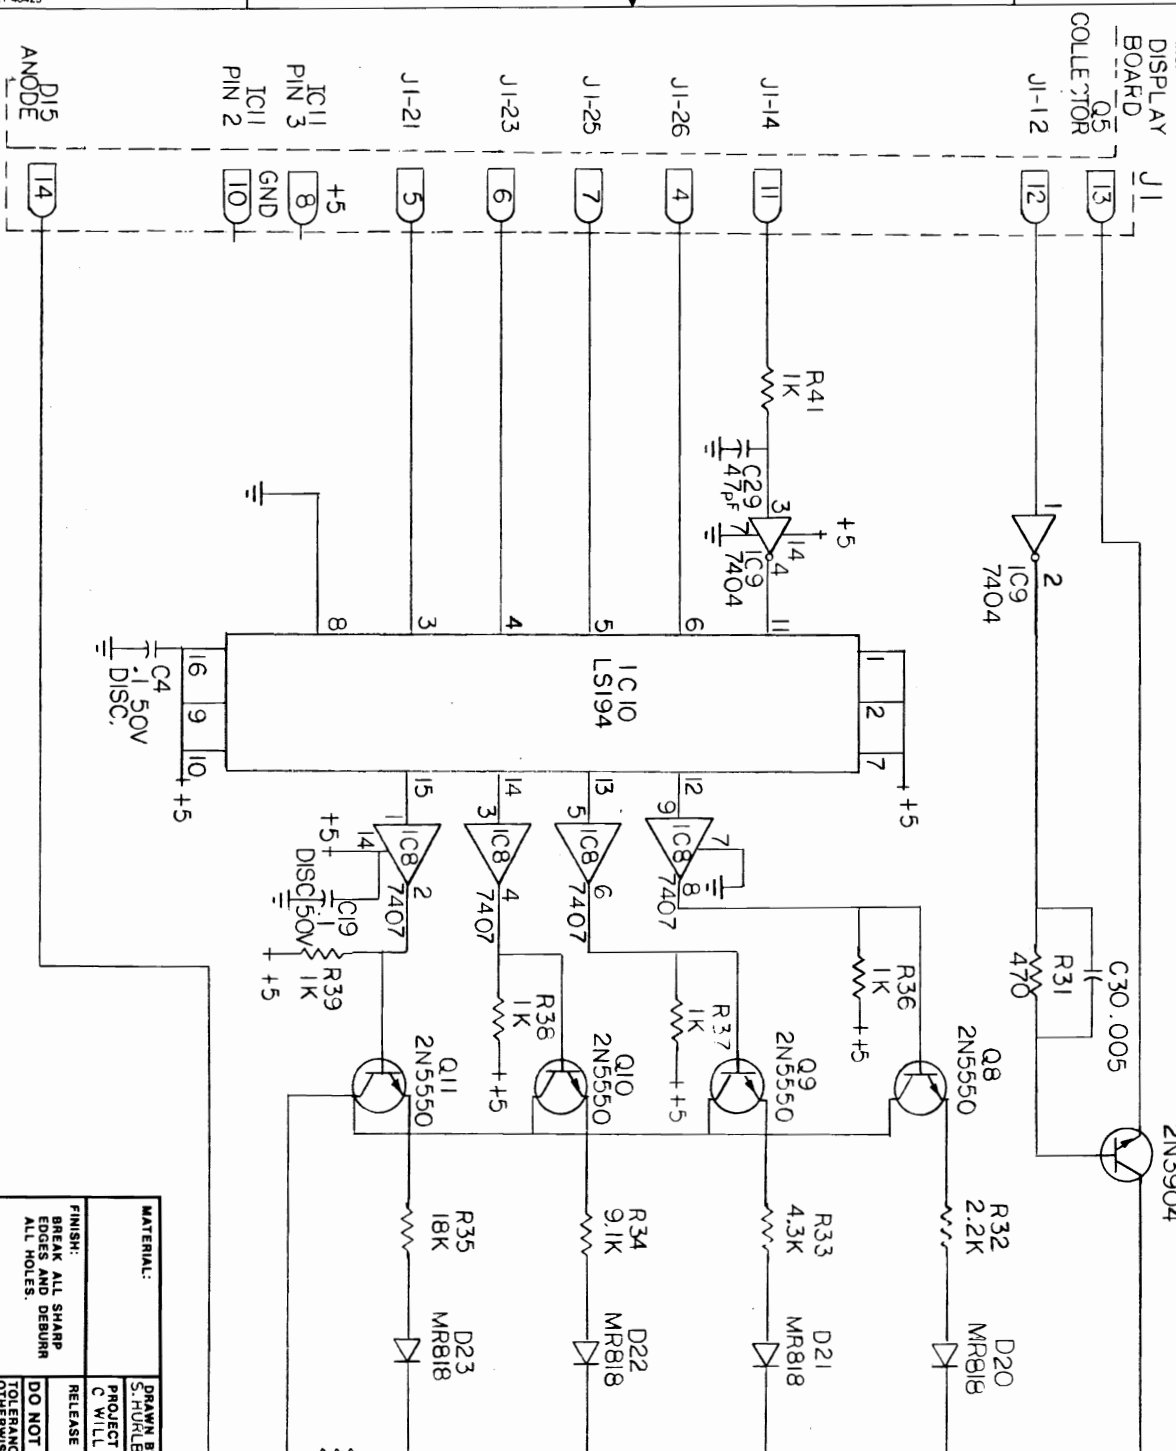 DISPLAY
BOARD
Q5
COLLECTOR
J1-12
J1-14
J1-26
J1-25
J1-23
J1-21
IC11
PIN 3
IC11
PIN 2
D15
ANODE
J1
13
12
11
4
7
6
5
8
+5
10
GND
14
R41
1K
C29
47pF
3
7
14
+5
4
IC9
7404
1
2
IC9
7404
8
3
4
5
6
11
IC10
LS194
1
2
7
+5
16
9
10
+5
C4
.1 50V
DISC.
15
14
13
12
1
IC8
2
7407
14
+5
C19
.1
50V
DISC
3
IC8
4
7407
5
IC8
6
7407
9
IC8
8
7407
7
R39
1K
+5
R38
1K
+5
R37
1K
+5
R36
1K
+5
R31
470
C30 .005
Q11
2N5550
Q10
2N5550
Q9
2N5550
Q8
2N5550
2N3904
R35
18K
R34
9.1K
R33
4.3K
R32
2.2K
D23
MR818
D22
MR818
D21
MR818
D20
MR818
MATERIAL:
FINISH:
BREAK ALL SHARP
EDGES AND DEBURR
ALL HOLES.
DRAWN B
S.HURLE
PROJECT
C WILL
RELEASE
DO NOT
TOLERANC
OTHERWIS